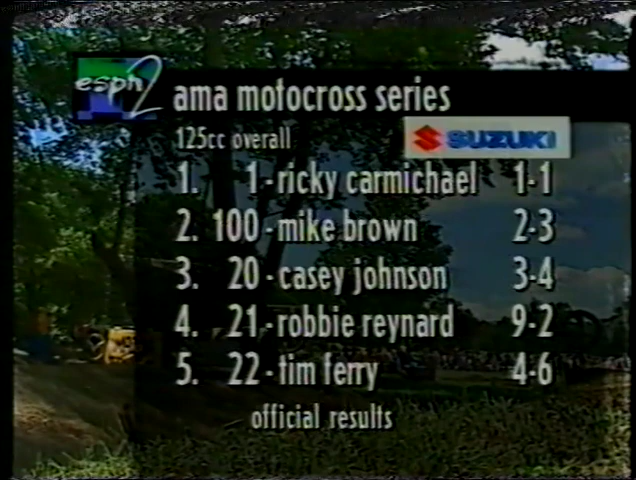 espn2
ama motocross series
125cc overall
SUZUKI
1. 1-ricky carmichael 1-1
2. 100-mike brown 2-3
3. 20-casey johnson 3-4
4. 21-robbie reynard 9-2
5. 22-tim ferry 4-6
official results